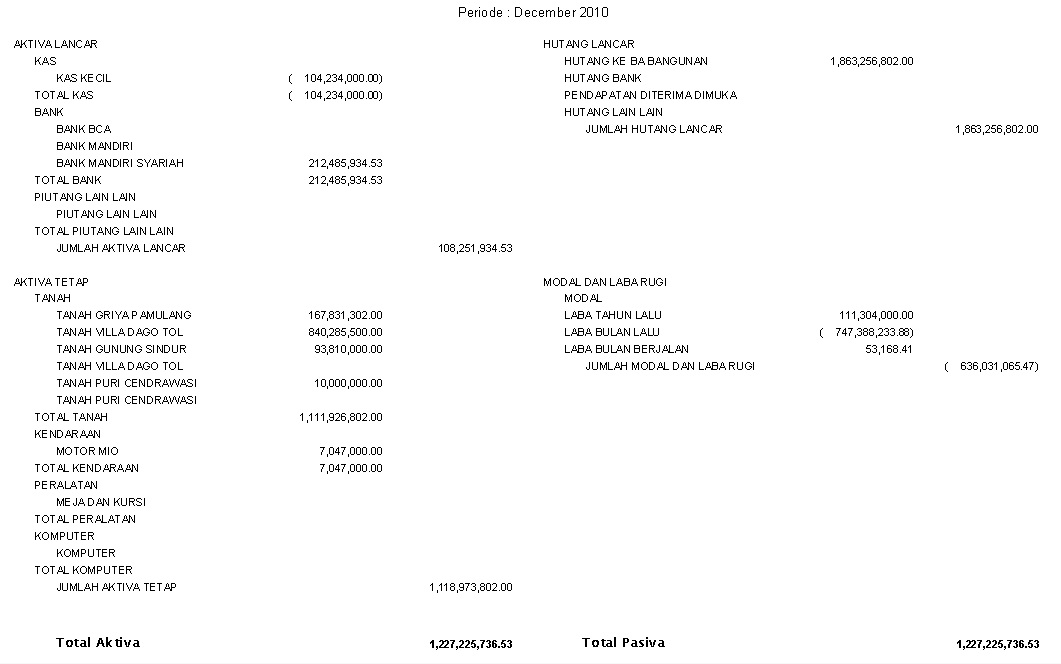 Periode : December 2010
AKTIVA LANCAR
KAS
KAS KECIL ( 104,234,000.00)
TOTAL KAS ( 104,234,000.00)
BANK
BANK BCA
BANK MANDIRI
BANK MANDIRI SYARIAH 212,485,934.53
TOTAL BANK 212,485,934.53
PIUTANG LAIN LAIN
PIUTANG LAIN LAIN
TOTAL PIUTANG LAIN LAIN
JUMLAH AKTIVA LANCAR 108,251,934.53
HUTANG LANCAR
HUTANG KE BA BANGUNAN 1,863,256,802.00
HUTANG BANK
PENDAPATAN DITERIMA DIMUKA
HUTANG LAIN LAIN
JUMLAH HUTANG LANCAR 1,863,256,802.00
AKTIVA TETAP
TANAH
TANAH GRIYA PAMULANG 167,831,302.00
TANAH VILLA DAGO TOL 840,285,500.00
TANAH GUNUNG SINDUR 93,810,000.00
TANAH VILLA DAGO TOL
TANAH PURI CENDRAWASI 10,000,000.00
TANAH PURI CENDRAWASI
TOTAL TANAH 1,111,926,802.00
KENDARAAN
MOTOR MIO 7,047,000.00
TOTAL KENDARAAN 7,047,000.00
PERALATAN
MEJA DAN KURSI
TOTAL PERALATAN
KOMPUTER
KOMPUTER
TOTAL KOMPUTER
JUMLAH AKTIVA TETAP 1,118,973,802.00
MODAL DAN LABA RUGI
MODAL
LABA TAHUN LALU 111,304,000.00
LABA BULAN LALU ( 747,388,233.88)
LABA BULAN BERJALAN 53,168.41
JUMLAH MODAL DAN LABA RUGI ( 636,031,065.47)
Total Aktiva 1,227,225,736.53
Total Pasiva 1,227,225,736.53